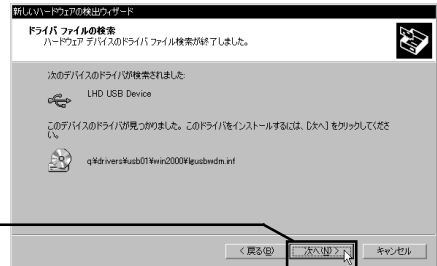 新しいハードウェアの検出ウィザード
ドライバ ファイルの検索
ハードウェア デバイスのドライバ ファイル検索が終了しました。
次のデバイスのドライバが検索されました:
LHD USB Device
このデバイスのドライバが見つかりました。このドライバをインストールするには、[次へ] をクリックしてくださ
い。
q¥drivers¥usb01¥win2000¥lgusbwdm.inf
< 戻る(B)
次へ(N) >
キャンセル